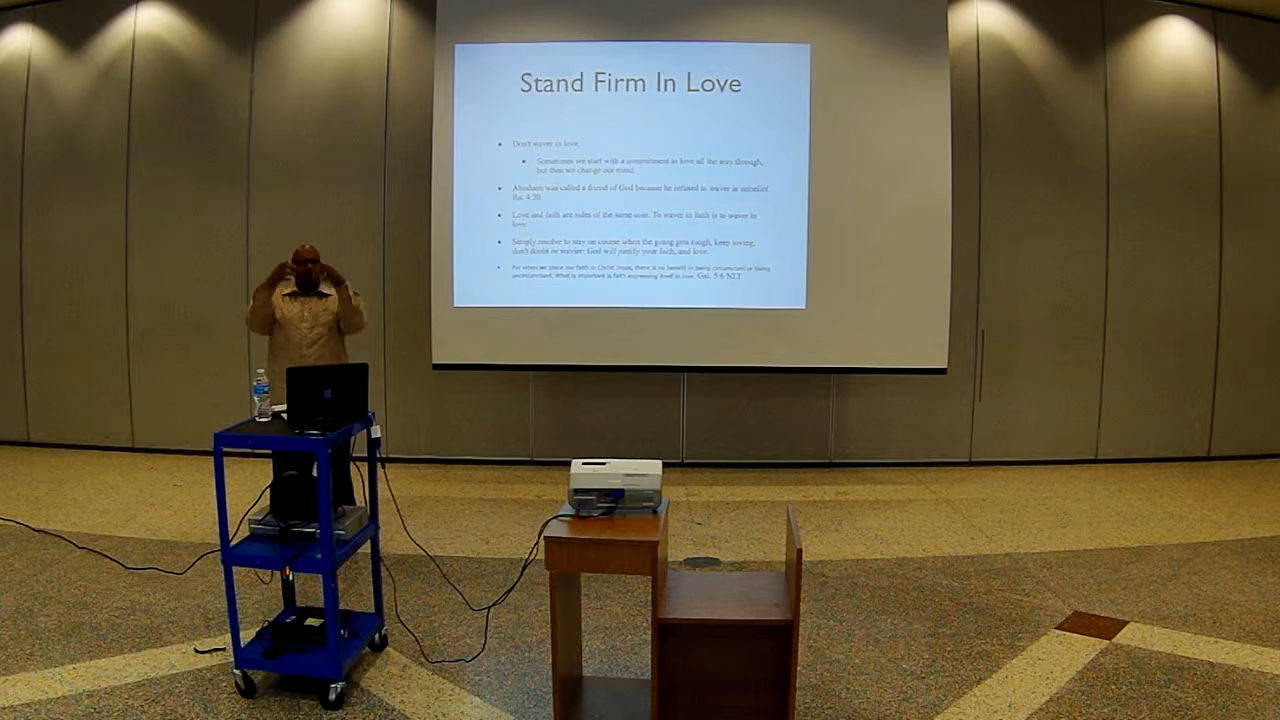 Stand Firm In Love
Don't waver in love.
Sometimes we start with a commitment to love all the way through,
but then we change our mind.
Abraham was called a friend of God because he refused to waver in unbelief
Ro. 4:20
Love and faith are sides of the same coin. To waver in faith is to waver in
love.
Simply resolve to stay on course when the going gets tough, keep loving,
don't doubt or waver. God will justify your faith, and love.
For when we place our faith in Christ Jesus, there is no benefit in being circumcised or being
uncircumcised. What is important is faith expressing itself in love. Gal. 5:6 NLT